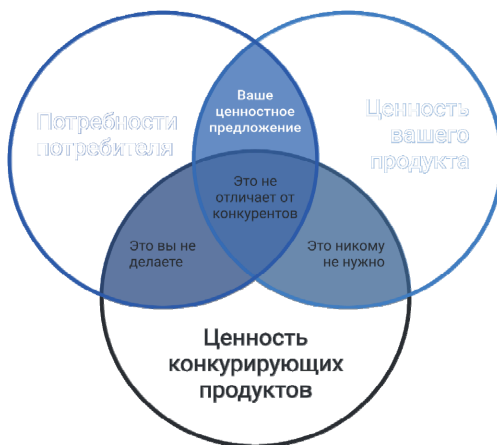 Ваше
ценностное
предложение
Потребности
потребителя
Ценность
вашего
продукта
Это не
отличает от
конкурентов
Это вы не
делаете
Это никому
не нужно
Ценность
конкурирующих
продуктов